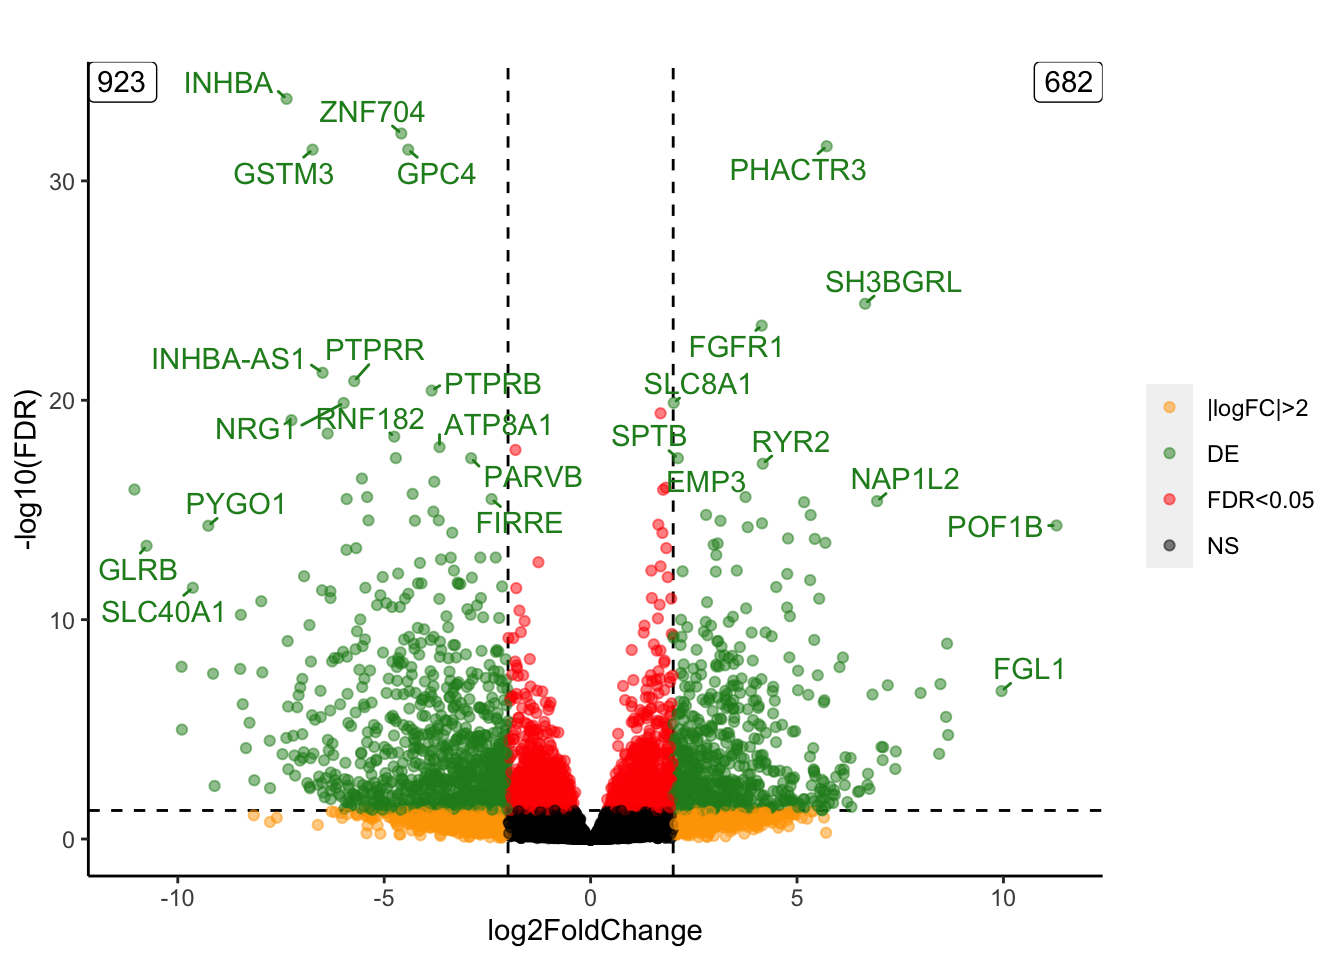 923
682
INHBA
ZNF704
GSTM3
GPC4
PHACTR3
SH3BGRL
FGFR1
INHBA-AS1
PTPRR
PTPRB
SLC8A1
NRG1
RNF182
ATP8A1
SPTB
RYR2
PARVB
EMP3
NAP1L2
PYGO1
FIRRE
POF1B
GLRB
SLC40A1
FGL1
30
20
10
0
-10
-5
0
5
10
-log10(FDR)
log2FoldChange
|logFC|>2
DE
FDR<0.05
NS